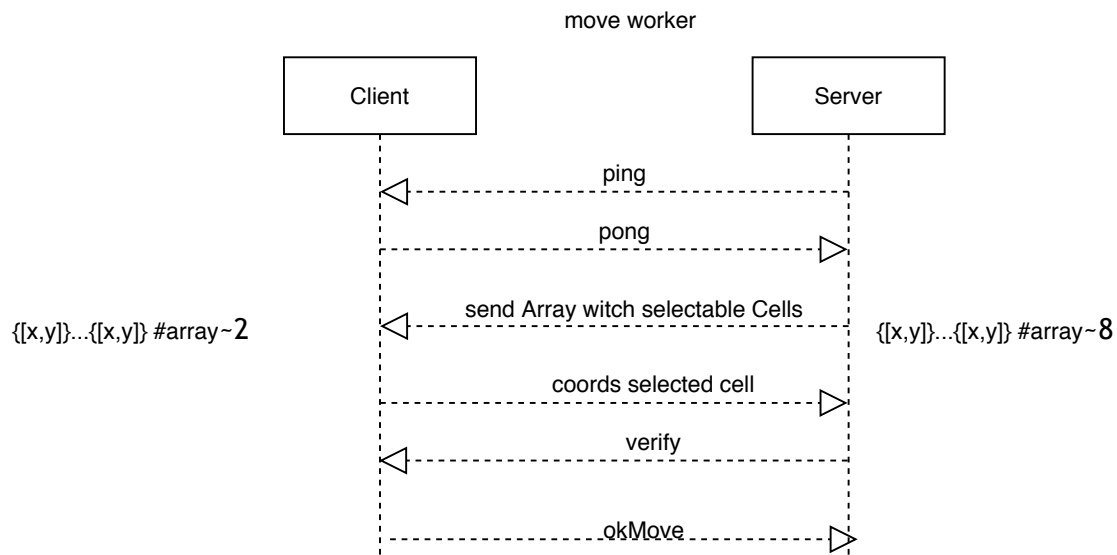 move worker
Client
Server
ping
pong
send Array witch selectable Cells
{[x,y]}...{[x,y]} #array~2
{[x,y]}...{[x,y]} #array~8
coords selected cell
verify
okMove